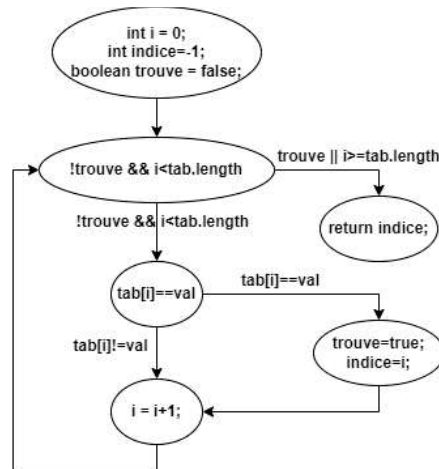 int i = 0;
int indice=-1;
boolean trouve = false;
trouve || i>=tab.length
!trouve && i<tab.length
return indice;
!trouve && i<tab.length
tab[i]==val
tab[i]==val
tab[i]!=val
trouve=true;
indice=i;
i = i+1;